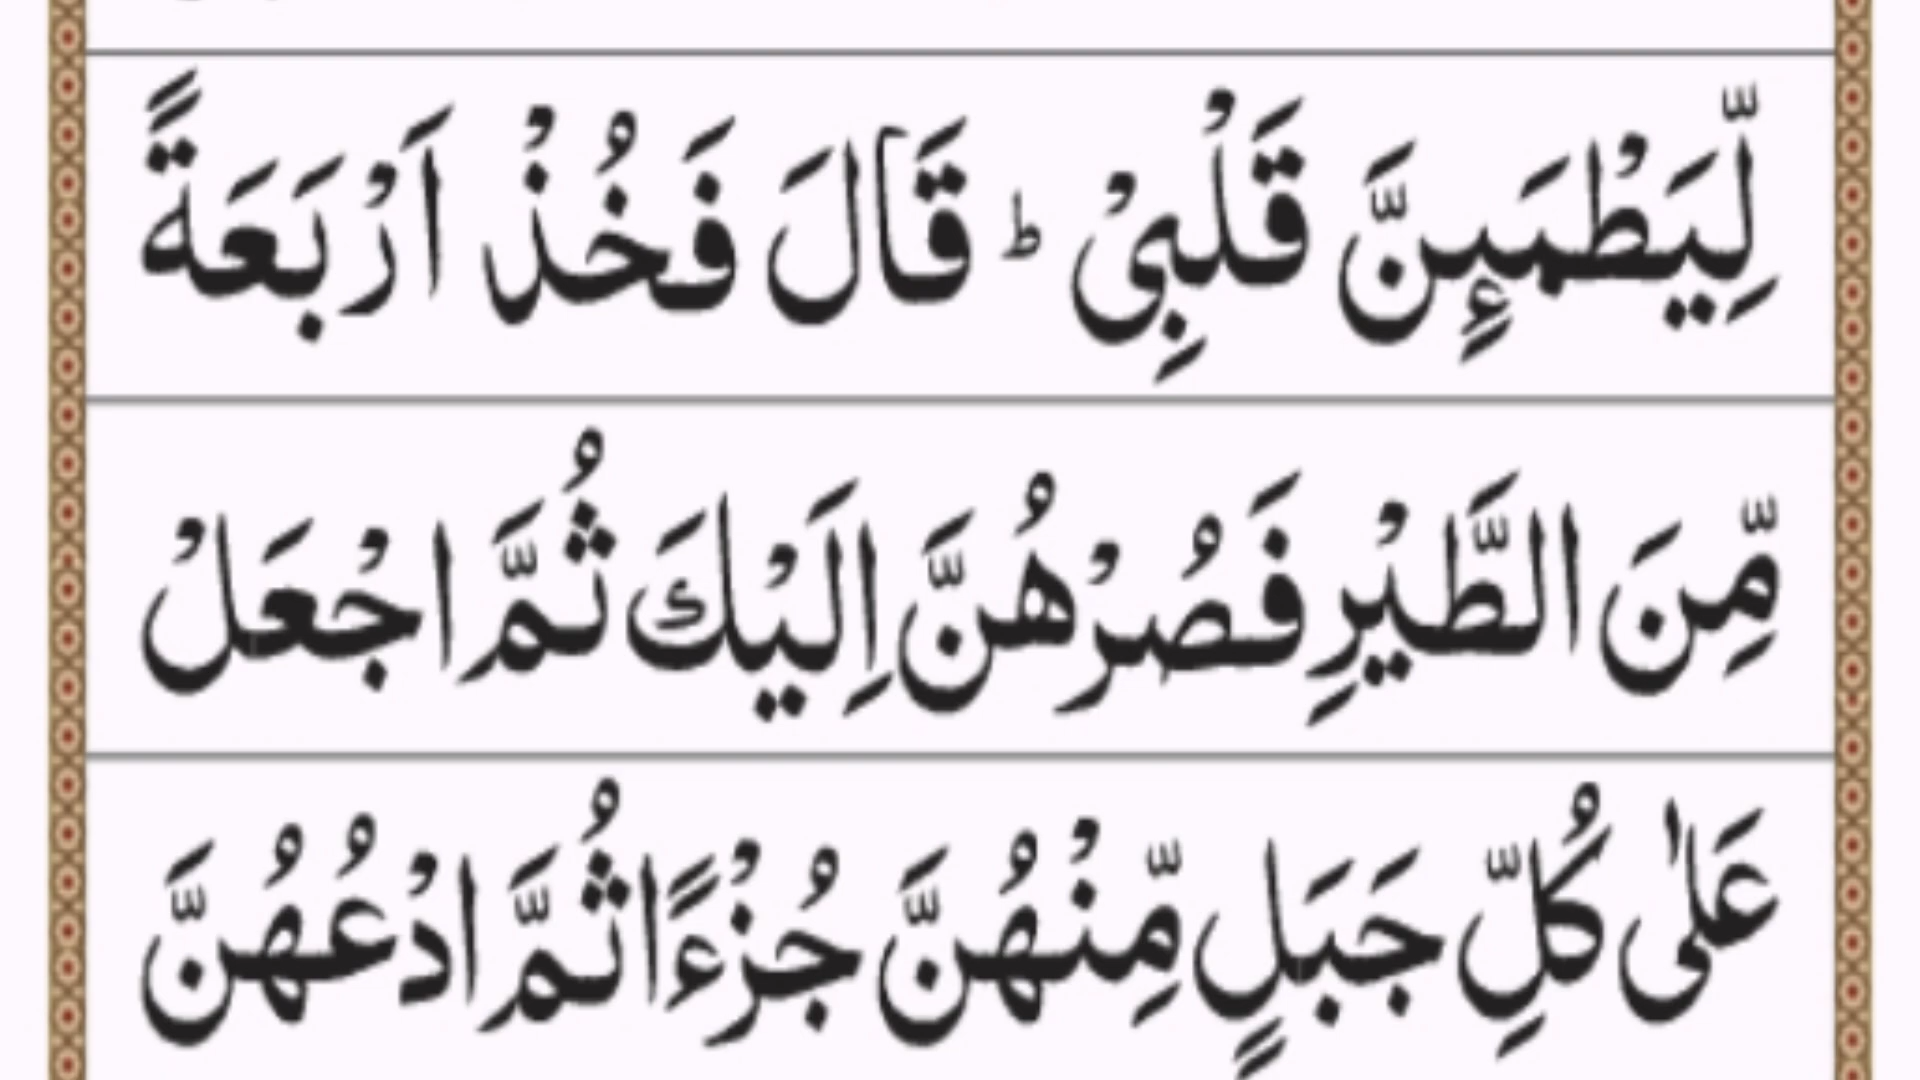 لِّیَطْمَىِٕنَّ قَلْبِیْ ؕ قَالَ فَخُذْ اَرْبَعَةً
مِّنَ الطَّیْرِ فَصُرْهُنَّ اِلَیْكَ ثُمَّ اجْعَلْ
عَلٰی كُلِّ جَبَلٍ مِّنْهُنَّ جُزْءًا ثُمَّ ادْعُهُنَّ